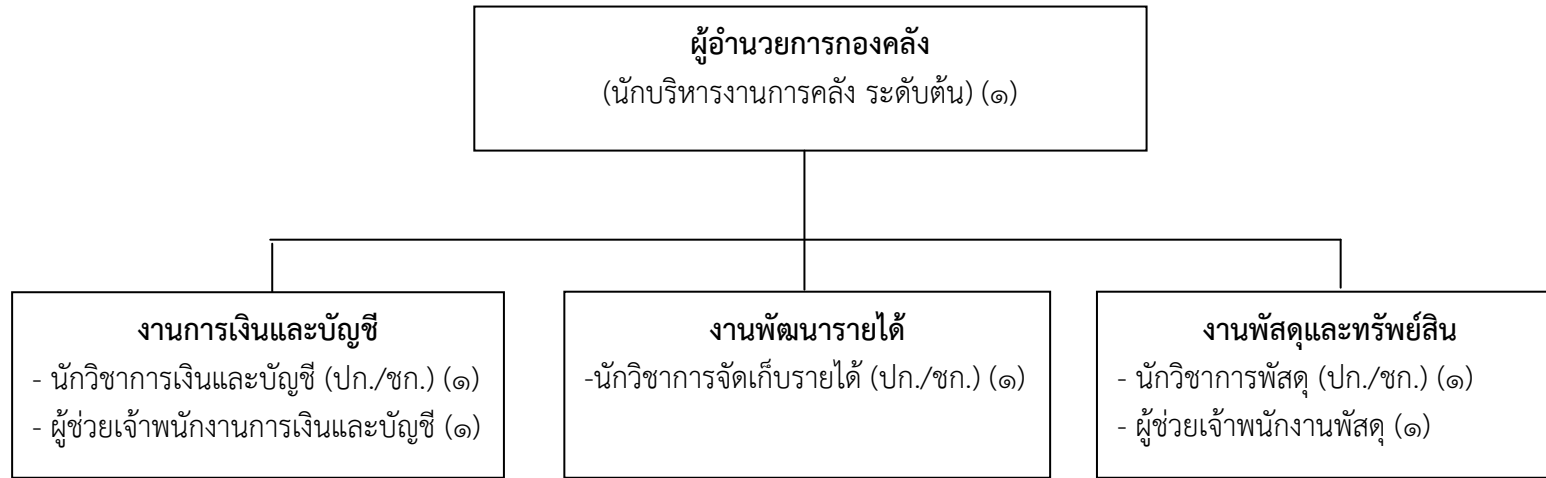 ผู้อำนวยการกองคลัง
(นักบริหารงานการคลัง ระดับต้น) (๑)
งานการเงินและบัญชี
- นักวิชาการเงินและบัญชี (ปก./ชก.) (๑)
- ผู้ช่วยเจ้าพนักงานการเงินและบัญชี (๑)
งานพัฒนารายได้
-นักวิชาการจัดเก็บรายได้ (ปก./ชก.) (๑)
งานพัสดุและทรัพย์สิน
- นักวิชาการพัสดุ (ปก./ชก.) (๑)
- ผู้ช่วยเจ้าพนักงานพัสดุ (๑)